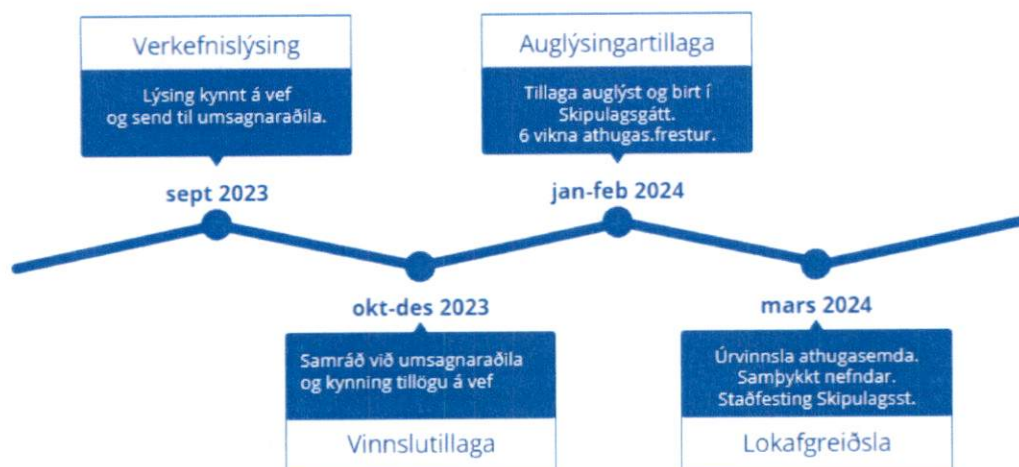 Verkefnislýsing
Lýsing kynnt á vef
og send til umsagnaraðila.
sept 2023
okt-des 2023
Samráð við umsagnaraðila
og kynning tillögu á vef
Vinnslutillaga
Auglýsingartillaga
Tillaga auglýst og birt í
Skipulagsgátt.
6 vikna athugas.frestur.
jan-feb 2024
mars 2024
Úrvinnsla athugasemda.
Samþykkt nefndar.
Staðfesting Skipulagsst.
Lokafgreiðsla